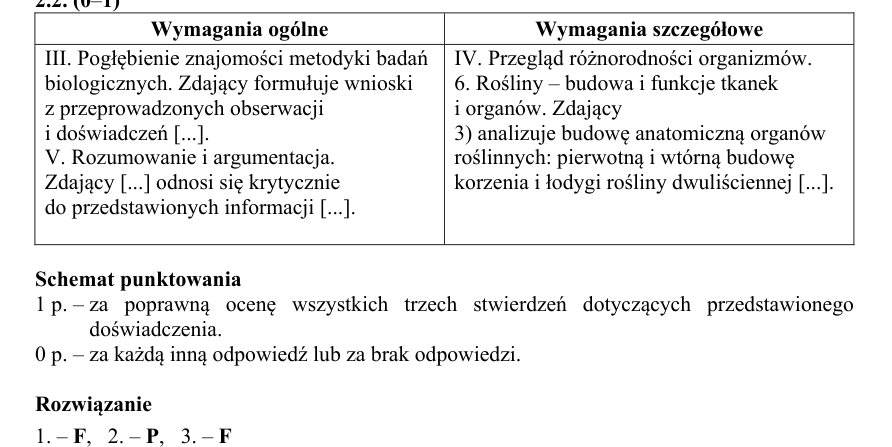 2.2. (0–1)
Wymagania ogólne
Wymagania szczegółowe
III. Pogłębienie znajomości metodyki badań
biologicznych. Zdający formułuje wnioski
z przeprowadzonych obserwacji
i doświadczeń [...].
V. Rozumowanie i argumentacja.
Zdający [...] odnosi się krytycznie
do przedstawionych informacji [...].
IV. Przegląd różnorodności organizmów.
6. Rośliny – budowa i funkcje tkanek
i organów. Zdający
3) analizuje budowę anatomiczną organów
roślinnych: pierwotną i wtórną budowę
korzenia i łodygi rośliny dwuliściennej [...].
Schemat punktowania
1 p. – za poprawną ocenę wszystkich trzech stwierdzeń dotyczących przedstawionego
doświadczenia.
0 p. – za każdą inną odpowiedź lub za brak odpowiedzi.
Rozwiązanie
1. – F, 2. – P, 3. – F